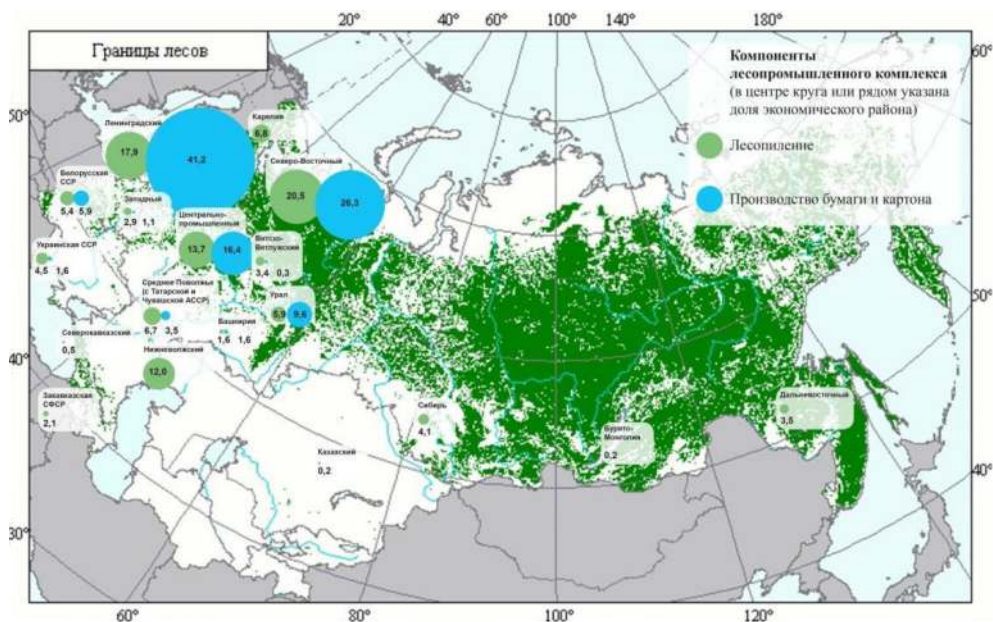 20° 40° 60° 100° 140° 180°
Границы лесов
Компоненты
лесопромышленного комплекса
(в центре круга или рядом указана
доля экономического района)
Лесопиление
Производство бумаги и картона
50°
Ленинградский
17,9
41,2
Карелия
6,8
Северо-Восточный
20,5
26,3
Белорусская
ССР
5,4 5,9
Западный
2,9 1,1
Центрально-
промышленный
13,7 16,4
Вятско-
Ветлужский
3,4 0,3
Украинская ССР
4,5 1,6
Среднее Поволжье
(с Татарской и
Чувашской АССР)
6,7 3,5
Урал
5,9 9,6
Башкирия
1,6 1,6
50°
Северокавказский
0,5
40°
Нижневолжский
12,0
Закавказская
СФСР
2,1
Сибирь
4,1
Дальневосточный
3,5
Бурято-
Монголия
0,2
Казахский
0,2
40°
30°
60° 80° 100° 120°